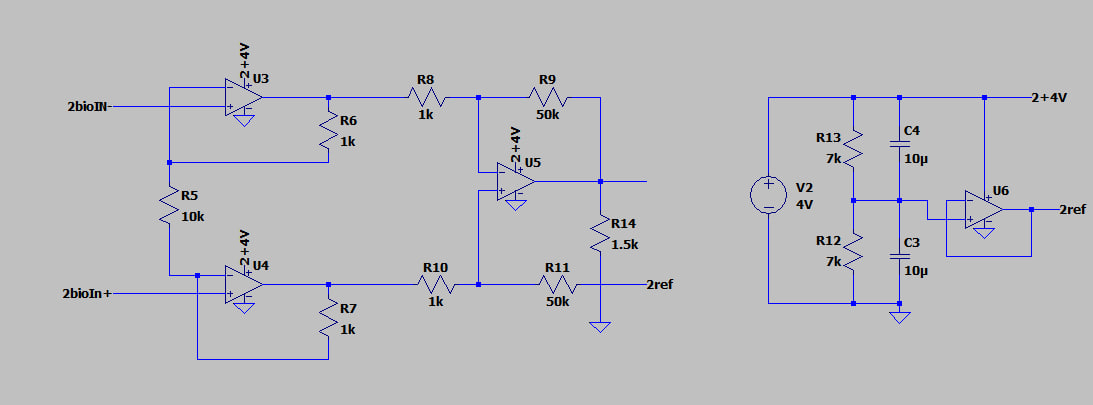 2+4V
U3
2bioIN-
R8
1k
R9
50k
R6
1k
2+4V
U5
R5
10k
2+4V
U4
2bioIn+
R14
1.5k
R10
1k
R11
50k
2ref
R7
1k
2+4V
R13
7k
C4
10µ
V2
4V
U6
2ref
R12
7k
C3
10µ